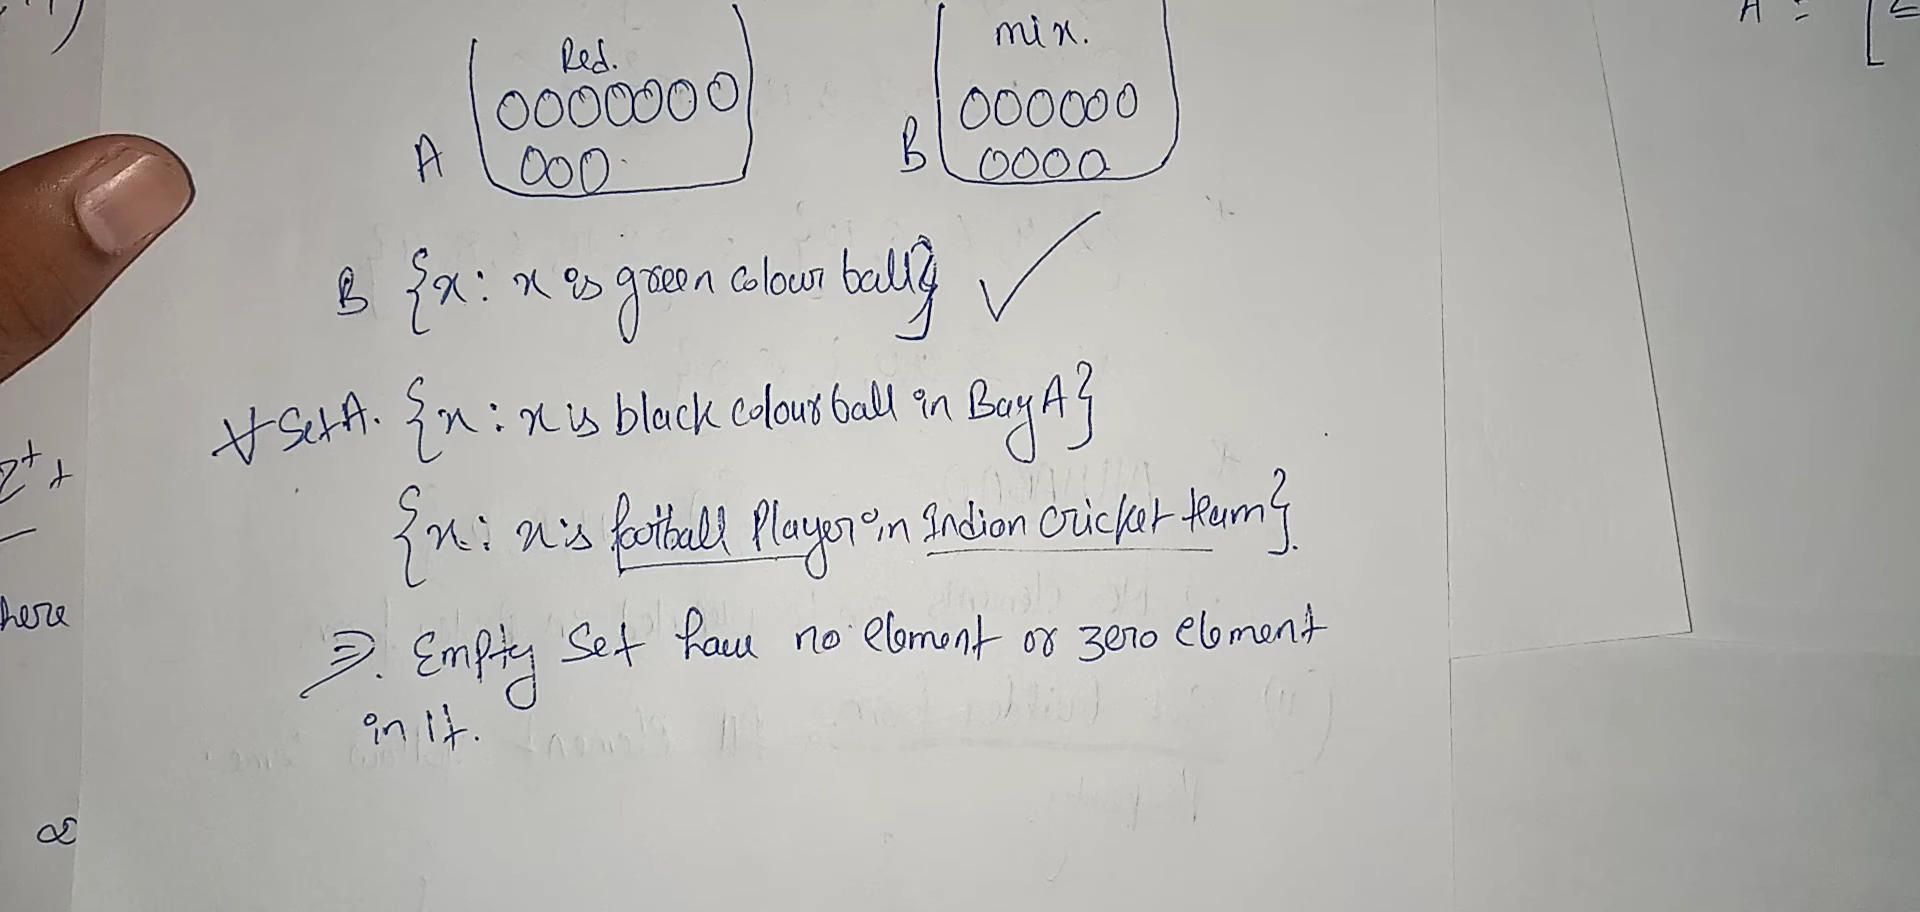 Red.
mix.
A
B
B {x : x is green colour ball}
∀ Set A. {x : x is black colour ball in Bag A}
{x : x is football Player in Indian Cricket team}.
⇒. Empty Set have no element or zero element
in it.
here
A =
Z⁺
∞